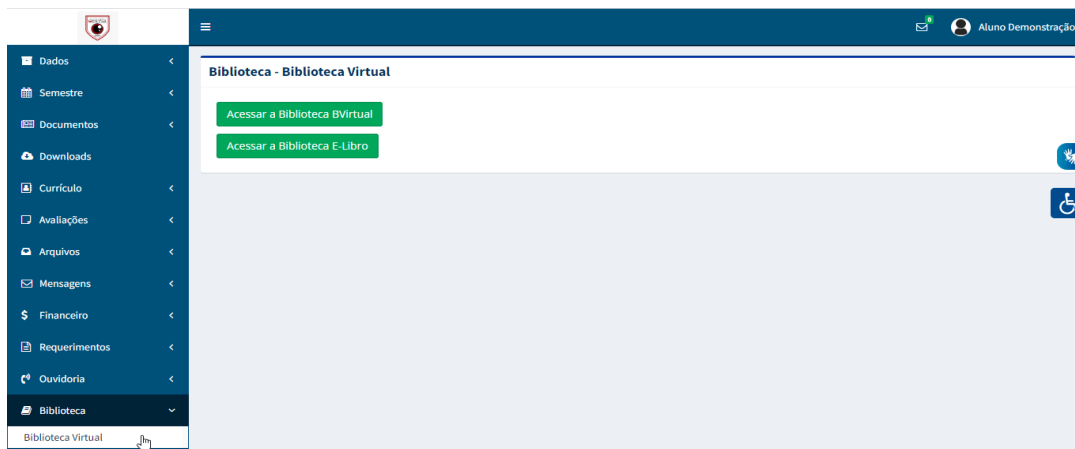 0
Aluno Demonstração
Dados
Semestre
Documentos
Downloads
Currículo
Avaliações
Arquivos
Mensagens
Financeiro
Requerimentos
Ouvidoria
Biblioteca
Biblioteca Virtual
Biblioteca - Biblioteca Virtual
Acessar a Biblioteca BVirtual
Acessar a Biblioteca E-Libro